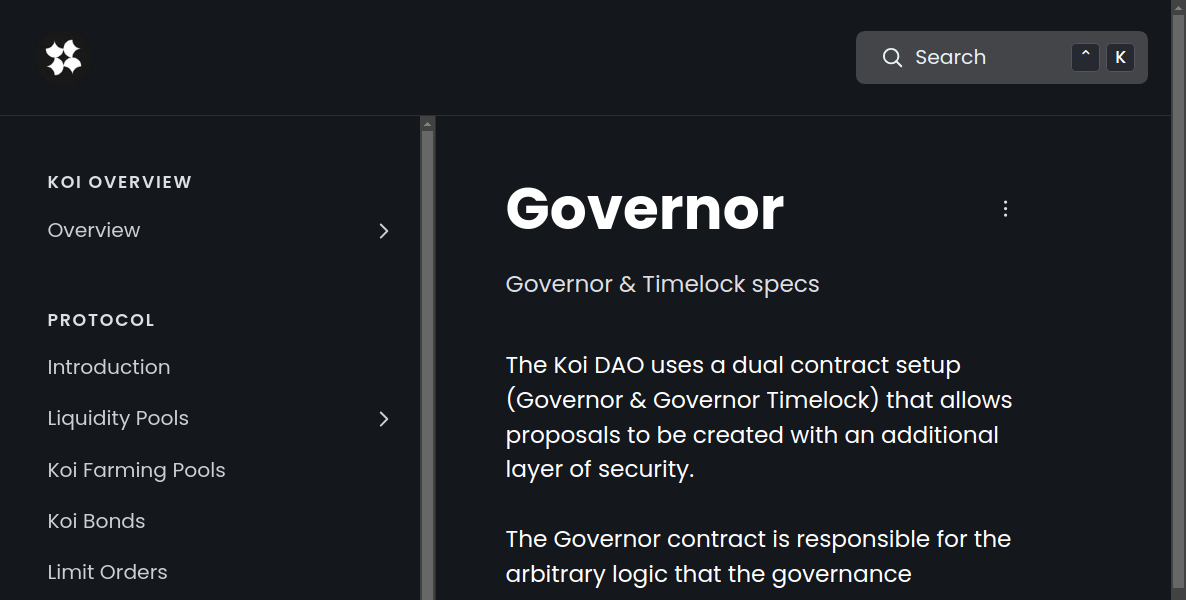 Search
^ K
KOI OVERVIEW
Overview
PROTOCOL
Introduction
Liquidity Pools
Koi Farming Pools
Koi Bonds
Limit Orders
Governor
Governor & Timelock specs
The Koi DAO uses a dual contract setup
(Governor & Governor Timelock) that allows
proposals to be created with an additional
layer of security.
The Governor contract is responsible for the
arbitrary logic that the governance